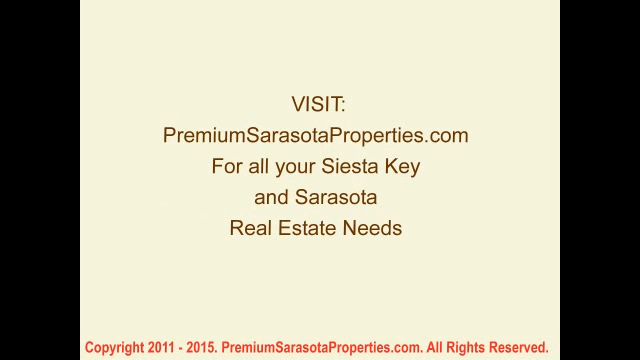 VISIT:
PremiumSarasotaProperties.com
For all your Siesta Key
and Sarasota
Real Estate Needs
Copyright 2011 - 2015. PremiumSarasotaProperties.com. All Rights Reserved.